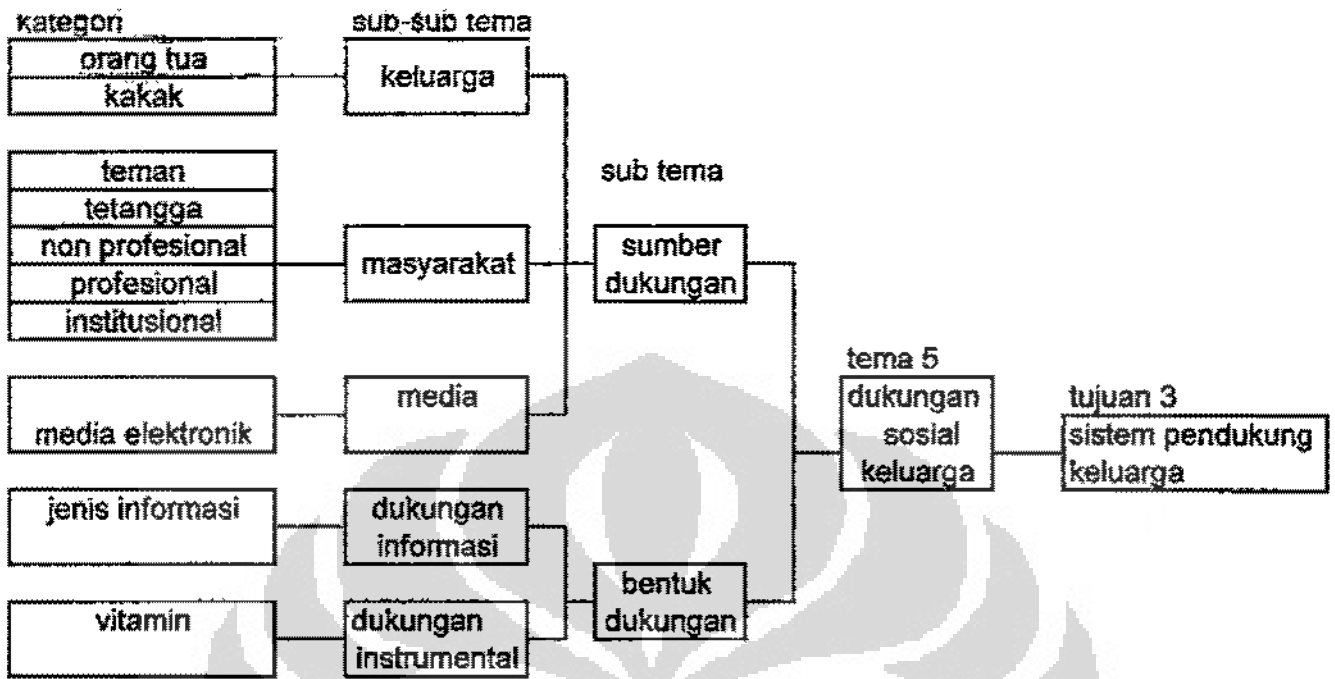 kategori
orang tua
kakak
teman
tetangga
non profesional
profesional
institusional
media elektronik
jenis informasi
vitamin
sub-sub tema
keluarga
masyarakat
media
dukungan
informasi
dukungan
instrumental
sub tema
sumber
dukungan
bentuk
dukungan
tema 5
dukungan
sosial
keluarga
tujuan 3
sistem pendukung
keluarga